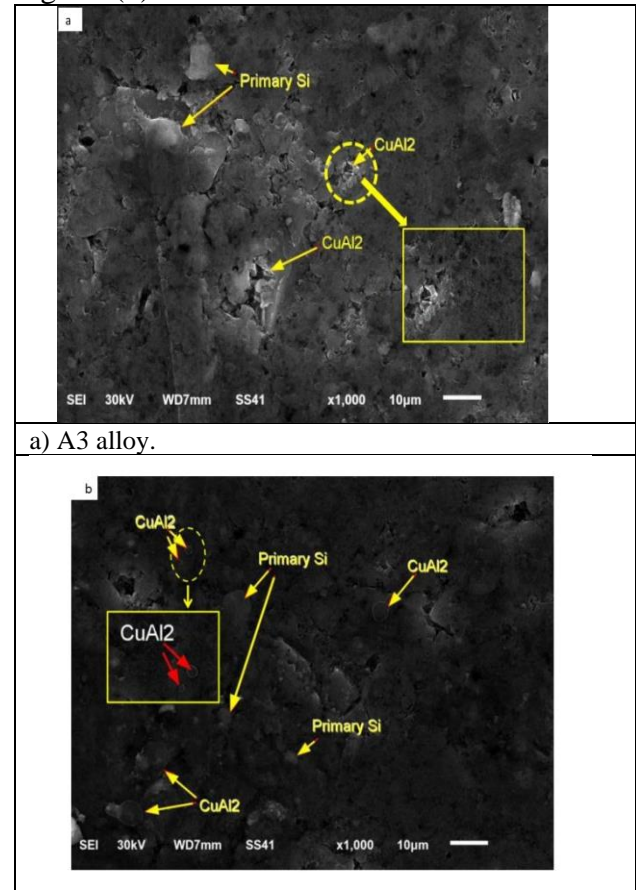 a
Primary Si
CuAl2
CuAl2
SEI 30kV WD7mm SS41 x1,000 10µm
a) A3 alloy.
b
CuAl2
Primary Si
CuAl2
CuAl2
Primary Si
CuAl2
SEI 30kV WD7mm SS41 x1,000 10µm